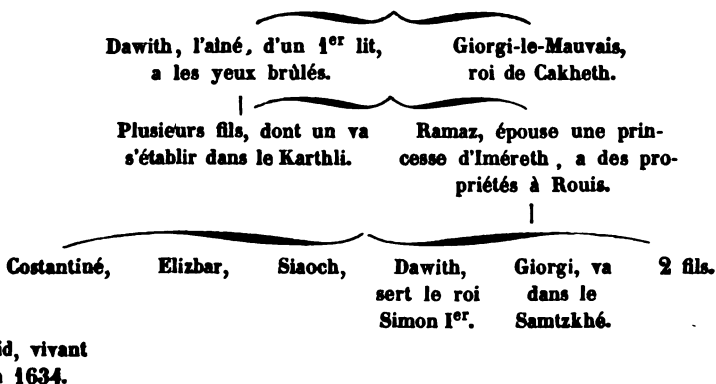 Dawith, l'aîné, d'un 1er lit,
a les yeux brûlés.
Giorgi-le-Mauvais,
roi de Cakheth.
Plusieurs fils, dont un va
s'établir dans le Karthli.
Ramaz, épouse une prin-
cesse d'Iméreth, a des pro-
priétés à Rouis.
Costantiné,
Elizbar,
Siaoch,
Dawith,
sert le roi
Simon Ier.
Giorgi, va
dans le
Samtzkhé.
2 fils.
id, vivant
1634.